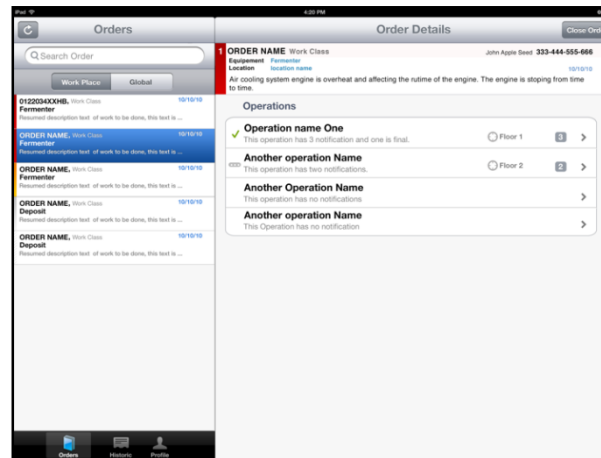 iPad
4:20 PM
Orders
Order Details
Close Ord
Search Order
Work Place
Global
0122034XXHB, Work Class
10/10/10
Fermenter
Resumed description text of work to be done, this text is ...
ORDER NAME, Work Class
10/10/10
Fermenter
Resumed description text of work to be done, this text is ...
ORDER NAME, Work Class
10/10/10
Fermenter
Resumed description text of work to be done, this text is ...
ORDER NAME, Work Class
10/10/10
Deposit
Resumed description text of work to be done, this text is ...
ORDER NAME, Work Class
10/10/10
Deposit
Resumed description text of work to be done, this text is ...
Orders
Historic
Profile
1
ORDER NAME Work Class
John Apple Seed 333-444-555-666
Equipement Fermenter
Location location name
10/10/10
Air cooling system engine is overheat and affecting the rutime of the engine. The engine is stoping from time
to time.
Operations
Operation name One
This operation has 3 notification and one is final.
Floor 1
3
Another operation Name
This operation has two notifications.
Floor 2
2
Another Operation Name
This operation has no notifications
Another operation Name
This Operation has no notification